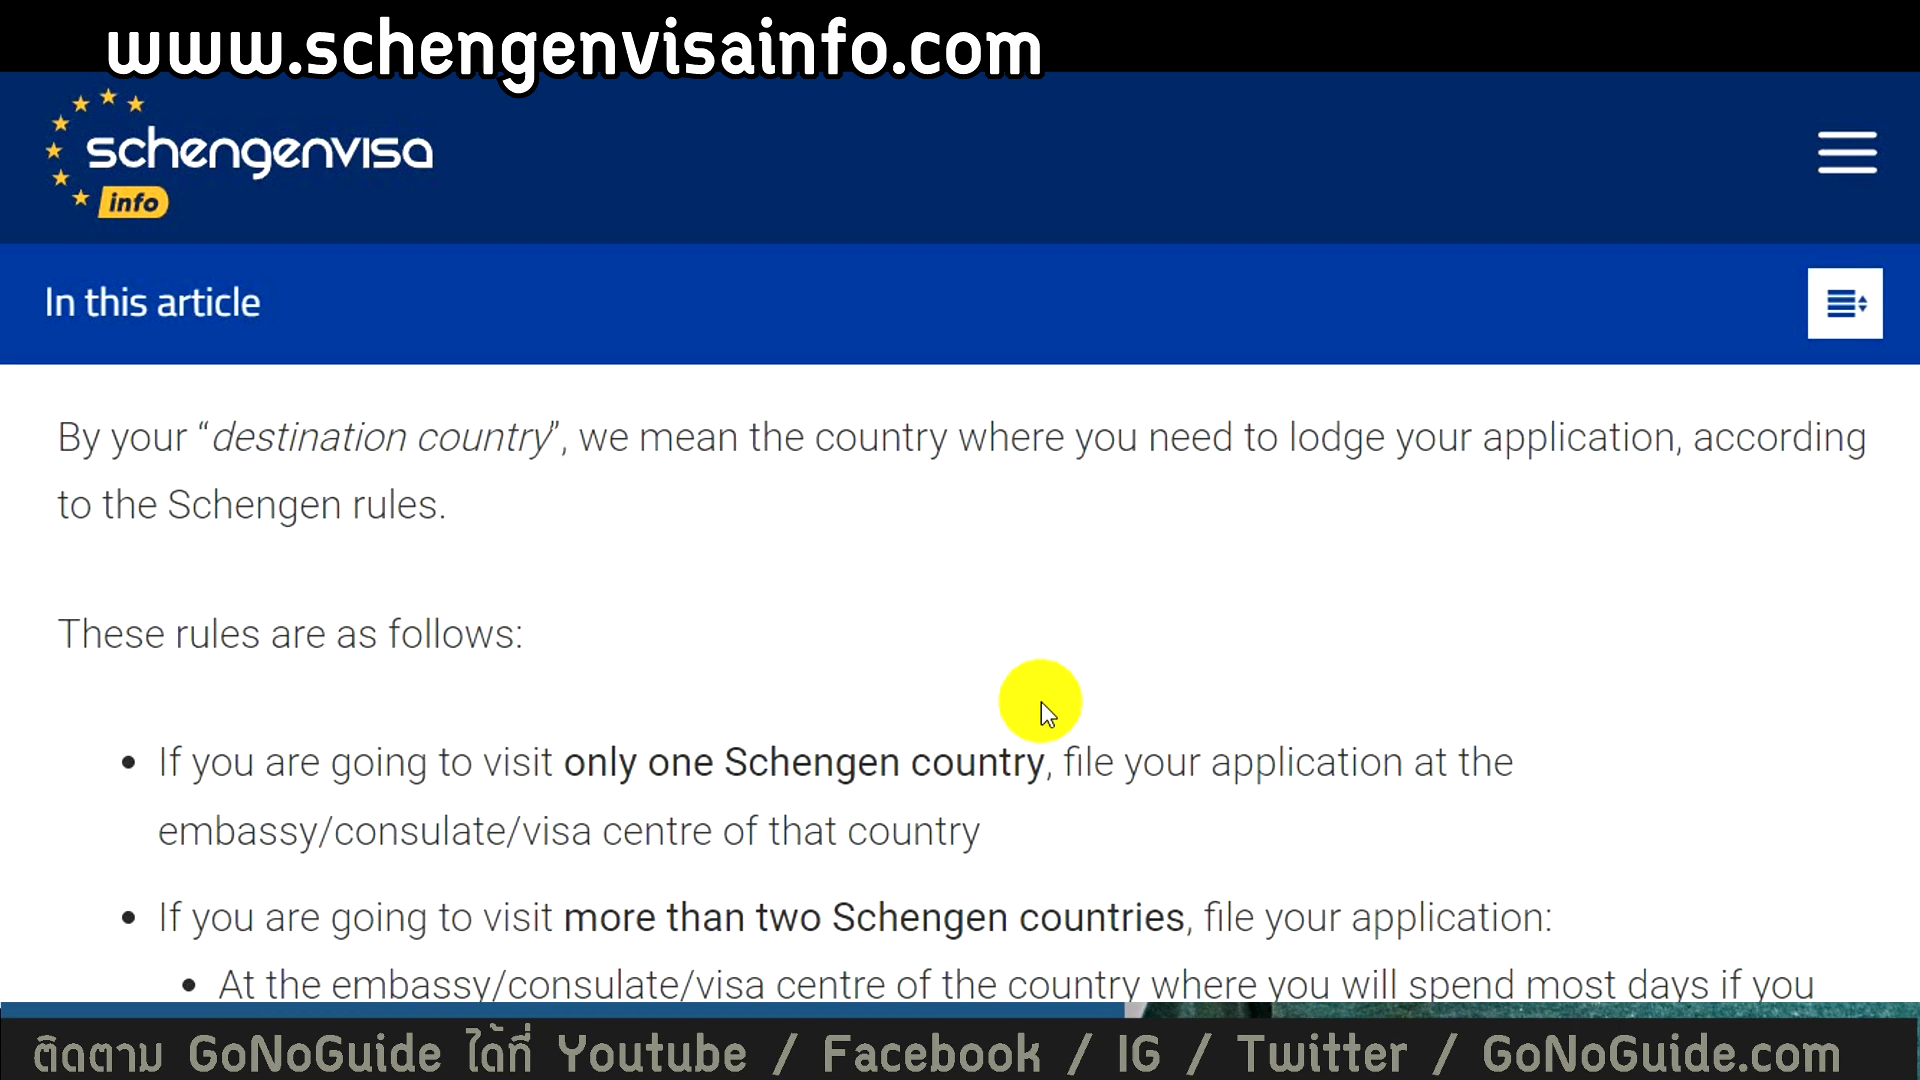 www.schengenvisainfo.com
schengenvisa
info
In this article
By your “destination country”, we mean the country where you need to lodge your application, according
to the Schengen rules.
These rules are as follows:
• If you are going to visit only one Schengen country, file your application at the
embassy/consulate/visa centre of that country
• If you are going to visit more than two Schengen countries, file your application:
• At the embassy/consulate/visa centre of the country where you will spend most days if you
ติดตาม GoNoGuide ได้ที่ Youtube / Facebook / IG / Twitter / GoNoGuide.com